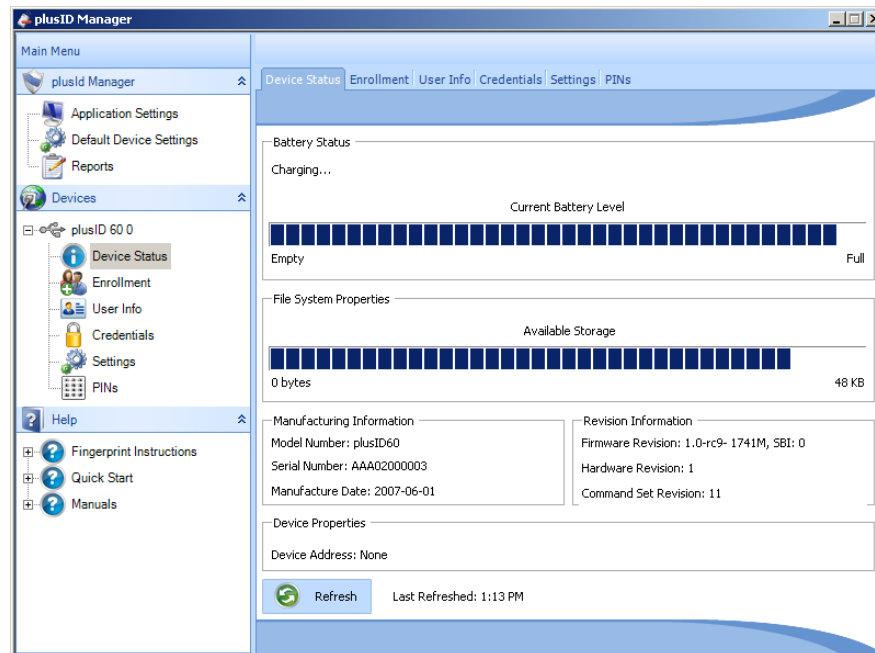 plusID Manager
Main Menu
plusId Manager
Application Settings
Default Device Settings
Reports
Devices
plusID 60 0
Device Status
Enrollment
User Info
Credentials
Settings
PINs
Help
Fingerprint Instructions
Quick Start
Manuals
Device Status Enrollment User Info Credentials Settings PINs
Battery Status
Charging...
Current Battery Level
Empty Full
File System Properties
Available Storage
0 bytes 48 KB
Manufacturing Information
Model Number: plusID60
Serial Number: AAA02000003
Manufacture Date: 2007-06-01
Revision Information
Firmware Revision: 1.0-rc9- 1741M, SBI: 0
Hardware Revision: 1
Command Set Revision: 11
Device Properties
Device Address: None
Refresh Last Refreshed: 1:13 PM